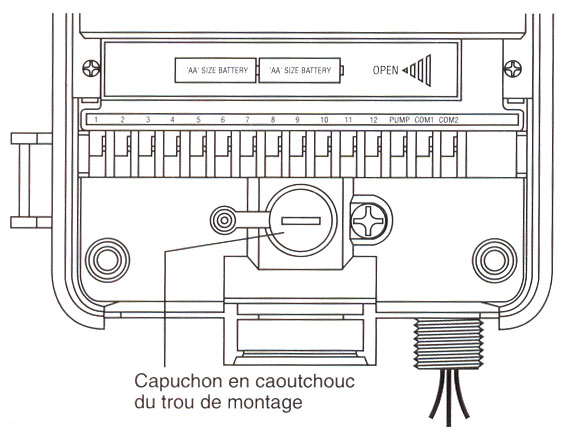 'AA' SIZE BATTERY 'AA' SIZE BATTERY OPEN
1 2 3 4 5 6 7 8 9 10 11 12 PUMP COM1 COM2
Capuchon en caoutchouc
du trou de montage